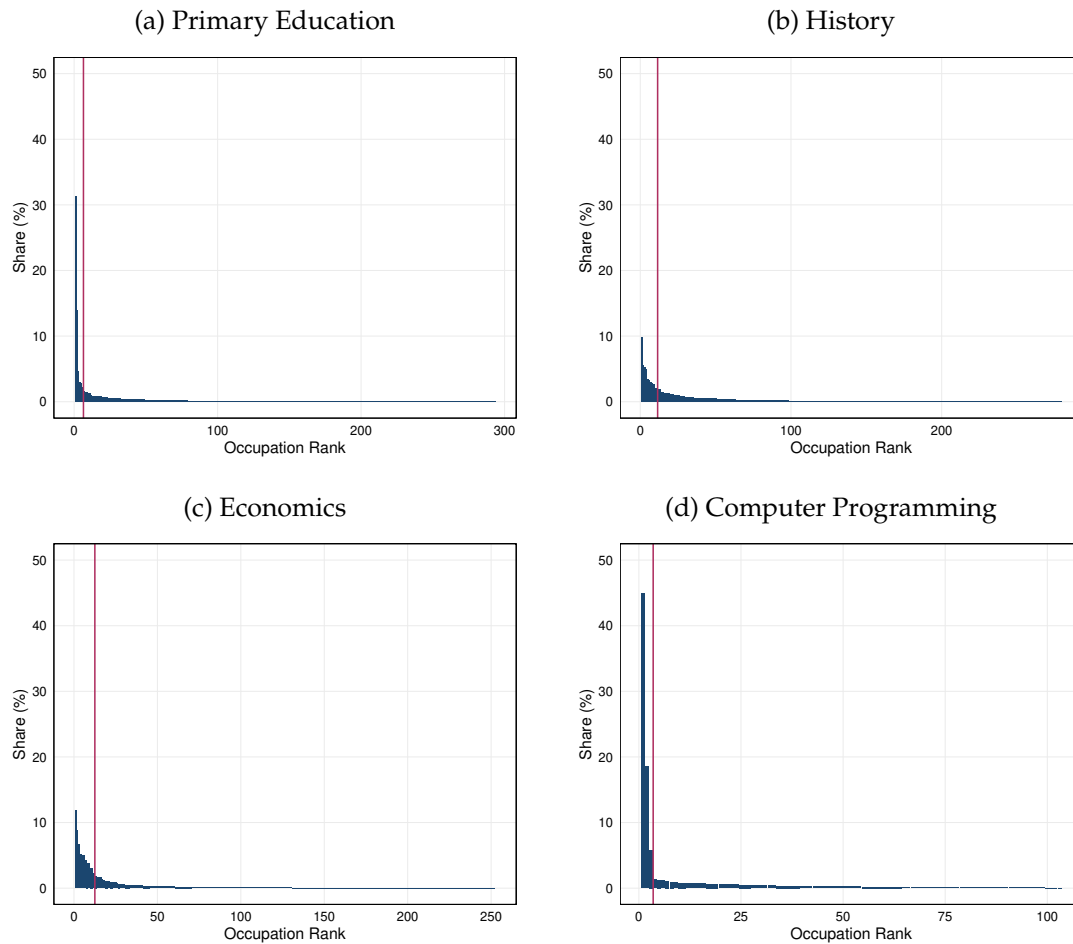 (a) Primary Education
50
40
30
20
10
0
Share (%)
0 100 200 300
Occupation Rank
(b) History
50
40
30
20
10
0
Share (%)
0 100 200
Occupation Rank
(c) Economics
50
40
30
20
10
0
Share (%)
0 50 100 150 200 250
Occupation Rank
(d) Computer Programming
50
40
30
20
10
0
Share (%)
0 25 50 75 100
Occupation Rank